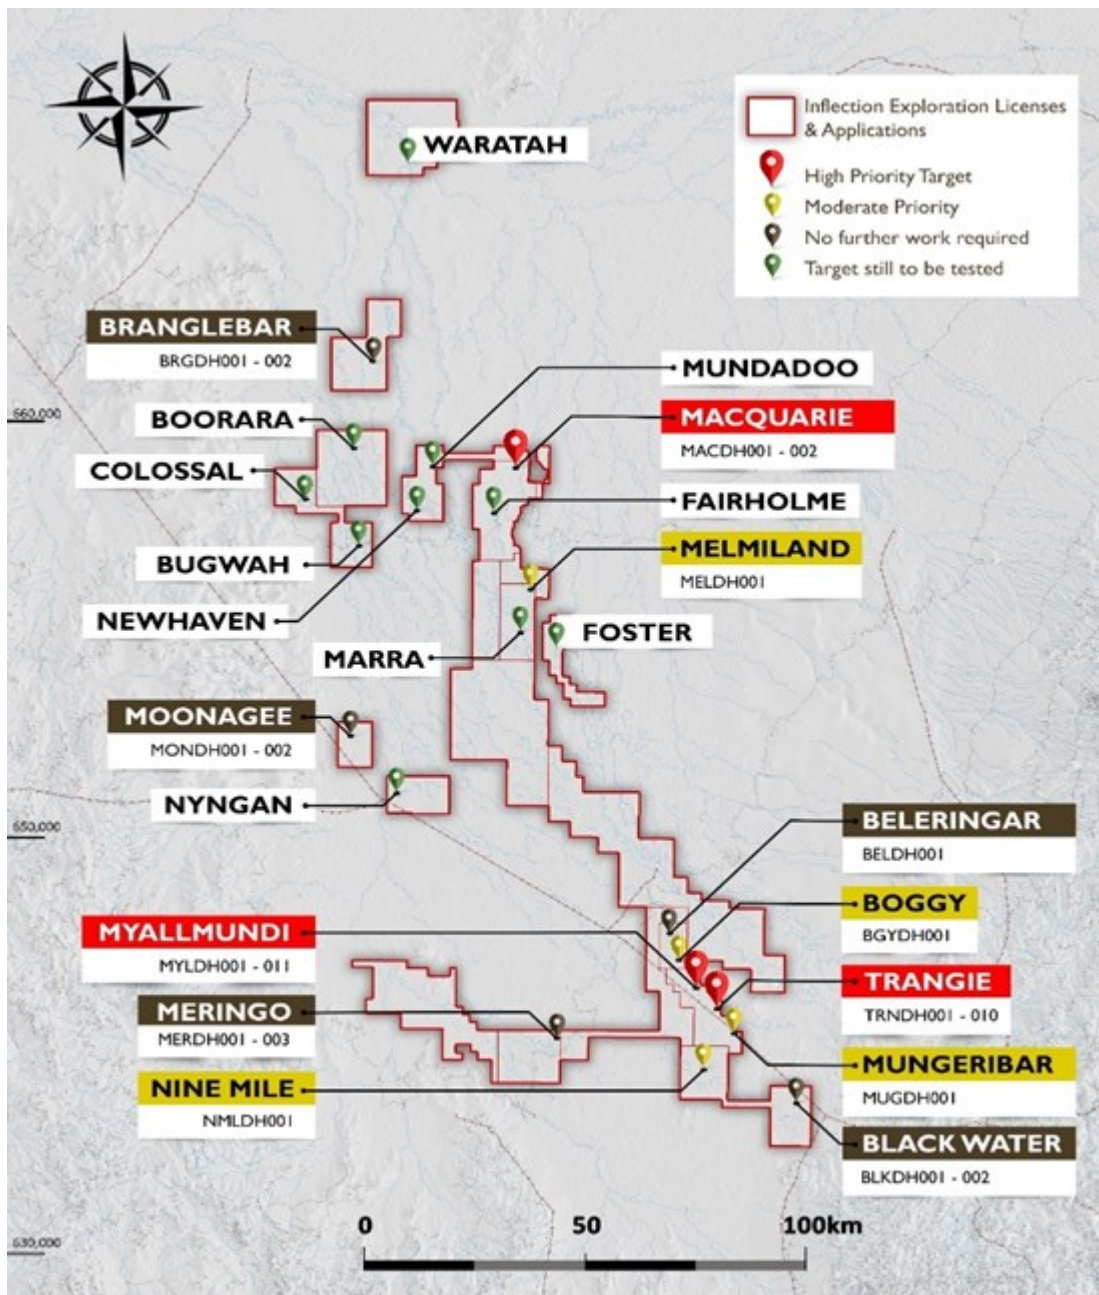 WARATAH
Inflection Exploration Licenses
& Applications
High Priority Target
Moderate Priority
No further work required
Target still to be tested
BRANGLEBAR
BRGDH001 - 002
MUNDADOO
BOORARA
MACQUARIE
MACDH001 - 002
COLOSSAL
FAIRHOLME
BUGWAH
MELMILAND
MELDH001
NEWHAVEN
FOSTER
MARRA
MOONAGEE
MONDH001 - 002
NYNGAN
BELERINGAR
BELDH001
BOGGY
BGYDH001
MYALLMUNDI
MYLDH001 - 011
TRANGIE
TRNDH001 - 010
MERINGO
MERDH001 - 003
MUNGERIBAR
MUGDH001
NINE MILE
NMLDH001
BLACK WATER
BLKDH001 - 002
0 50 100km